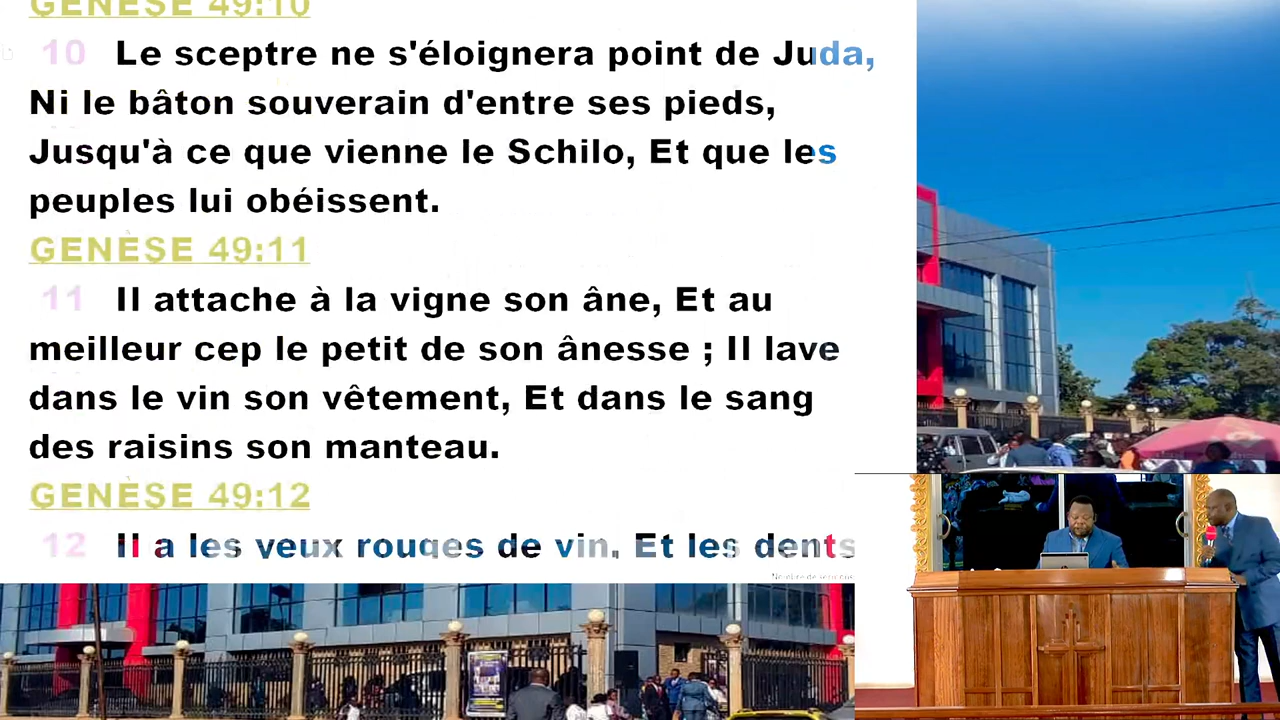 GENÈSE 49:10
10 Le sceptre ne s'éloignera point de Juda,
Ni le bâton souverain d'entre ses pieds,
Jusqu'à ce que vienne le Schilo, Et que les
peuples lui obéissent.
GENÈSE 49:11
11 Il attache à la vigne son âne, Et au
meilleur cep le petit de son ânesse ; Il lave
dans le vin son vêtement, Et dans le sang
des raisins son manteau.
GENÈSE 49:12
12 Il a les yeux rouges de vin, Et les dents